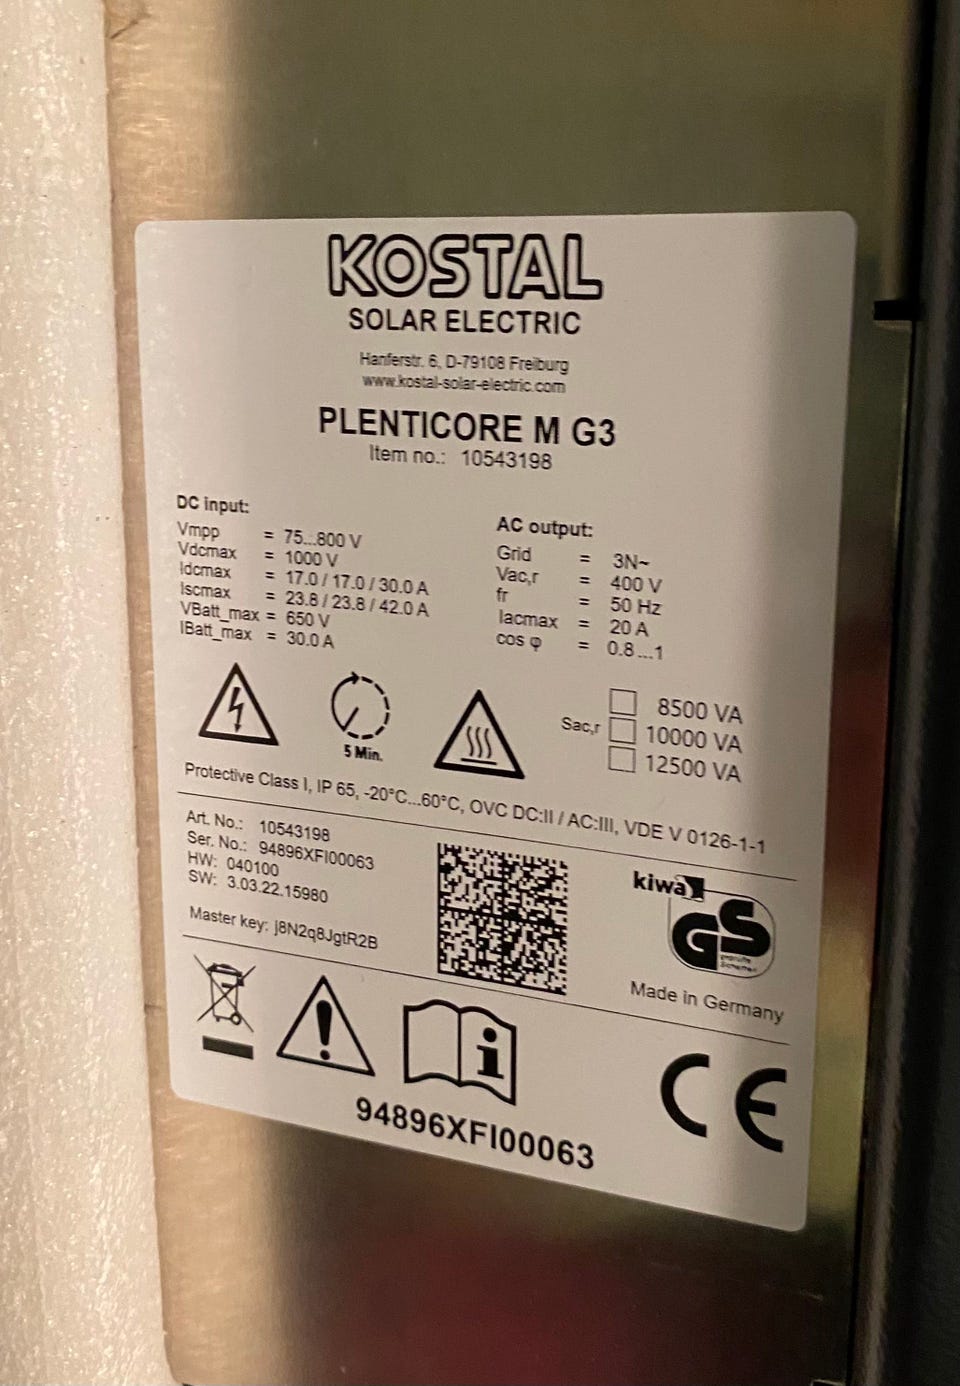 KOSTAL
SOLAR ELECTRIC
Hanferstr. 6, D-79108 Freiburg
www.kostal-solar-electric.com
PLENTICORE M G3
Item no.: 10543198
DC input:
Vmpp = 75...800 V
Vdcmax = 1000 V
Idcmax = 17.0 / 17.0 / 30.0 A
Iscmax = 23.8 / 23.8 / 42.0 A
VBatt_max = 650 V
IBatt_max = 30.0 A
AC output:
Grid = 3N~
Vac,r = 400 V
fr = 50 Hz
Iacmax = 20 A
cos φ = 0.8...1
5 Min.
Sac,r
8500 VA
10000 VA
12500 VA
Protective Class I, IP 65, -20°C...60°C, OVC DC:II / AC:III, VDE V 0126-1-1
Art. No.: 10543198
Ser. No.: 94896XFI00063
HW: 040100
SW: 3.03.22.15980
Master key: j8N2q8JgtR2B
kiwa
GS
geprüfte
Sicherheit
Made in Germany
CE
94896XFI00063